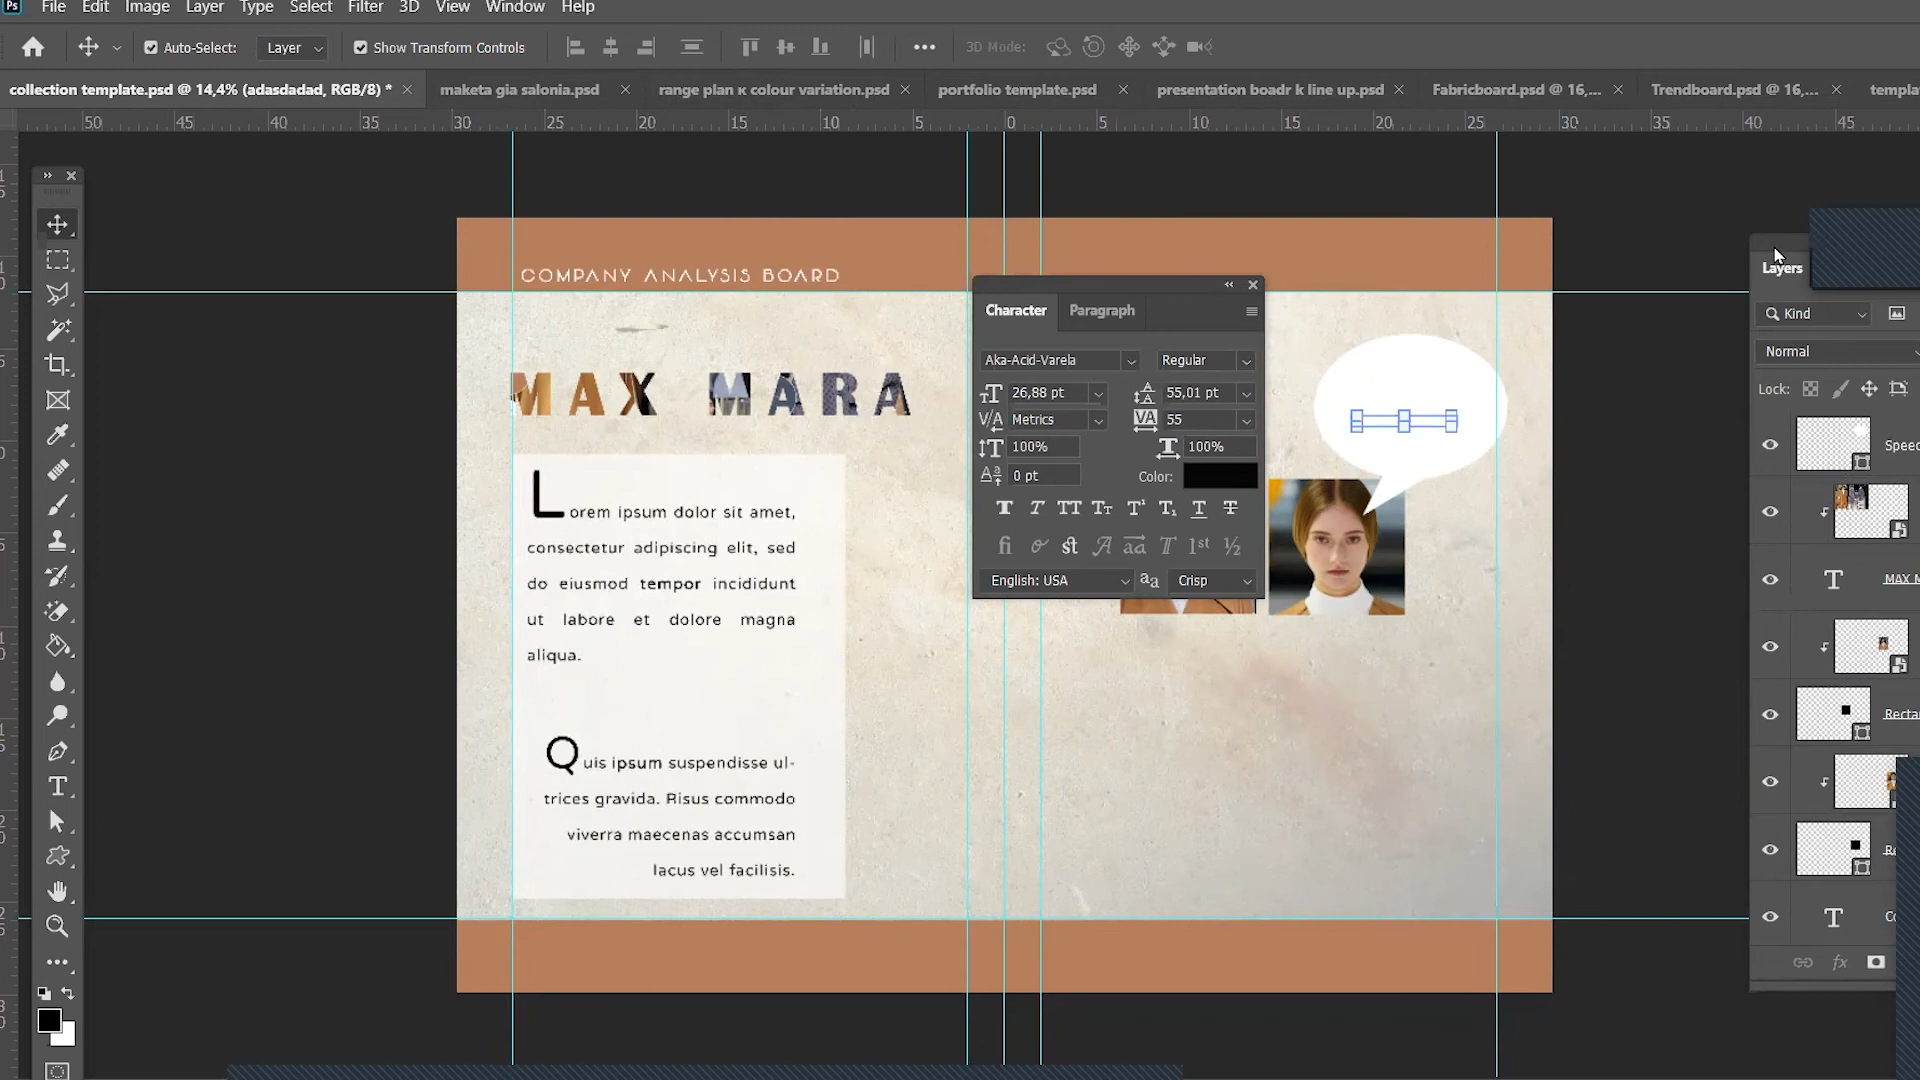 Ps File Edit Image Layer Type Select Filter 3D View Window Help
Auto-Select: Layer Show Transform Controls 3D Mode:
collection template.psd @ 14,4% (adasdadad, RGB/8) * maketa gia salonia.psd range plan κ colour variation.psd portfolio template.psd presentation boadr k line up.psd Fabricboard.psd @ 16,... Trendboard.psd @ 16,...
50 45 40 35 30 25 20 15 10 5 0 5 10 15 20 25 30 35 40 45
COMPANY ANALYSIS BOARD
MAX MARA
Lorem ipsum dolor sit amet,
consectetur adipiscing elit, sed
do eiusmod tempor incididunt
ut labore et dolore magna
aliqua.
Quis ipsum suspendisse ul-
trices gravida. Risus commodo
viverra maecenas accumsan
lacus vel facilisis.
Character Paragraph
Aka-Acid-Varela Regular
26,88 pt 55,01 pt
Metrics 55
100% 100%
0 pt Color:
English: USA aa Crisp
Layers
Kind
Normal
Lock:
MAX